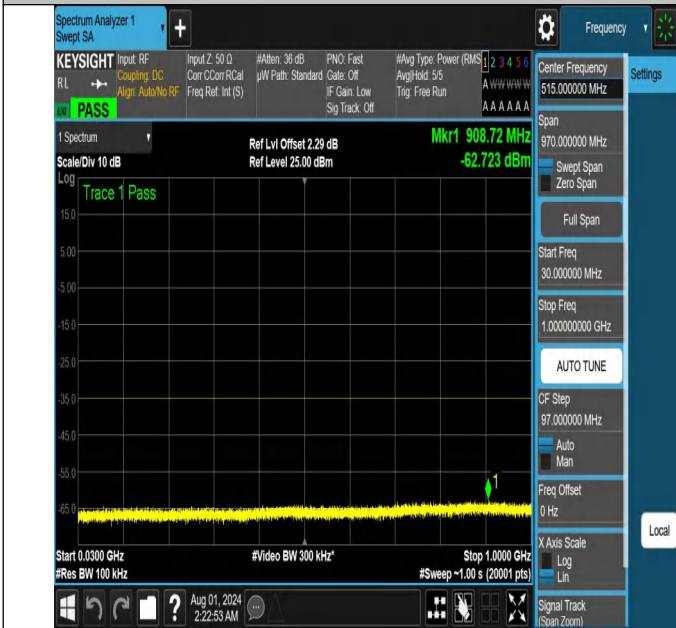 Spectrum Analyzer 1
Swept SA
+
Frequency
KEYSIGHT
RL
PASS
Input: RF
Coupling: DC
Align: Auto/No RF
Input Z: 50 Ω
Corr CCorr RCal
Freq Ref: Int (S)
#Atten: 36 dB
µW Path: Standard
PNO: Fast
Gate: Off
IF Gain: Low
Sig Track: Off
#Avg Type: Power (RMS
Avg|Hold: 5/5
Trig: Free Run
1 2 3 4 5 6
A W W W W W
A A A A A A
1 Spectrum
Scale/Div 10 dB
Log
Ref Lvl Offset 2.29 dB
Ref Level 25.00 dBm
Mkr1 908.72 MHz
-62.723 dBm
Trace 1 Pass
15.0
5.00
-5.00
-15.0
-25.0
-35.0
-45.0
-55.0
-65.0
1
Start 0.0300 GHz
#Res BW 100 kHz
#Video BW 300 kHz*
Stop 1.0000 GHz
#Sweep ~1.00 s (20001 pts)
Aug 01, 2024
2:22:53 AM
Center Frequency
515.000000 MHz
Span
970.000000 MHz
Swept Span
Zero Span
Full Span
Start Freq
30.000000 MHz
Stop Freq
1.000000000 GHz
AUTO TUNE
CF Step
97.000000 MHz
Auto
Man
Freq Offset
0 Hz
X Axis Scale
Log
Lin
Signal Track
(Span Zoom)
Settings
Local